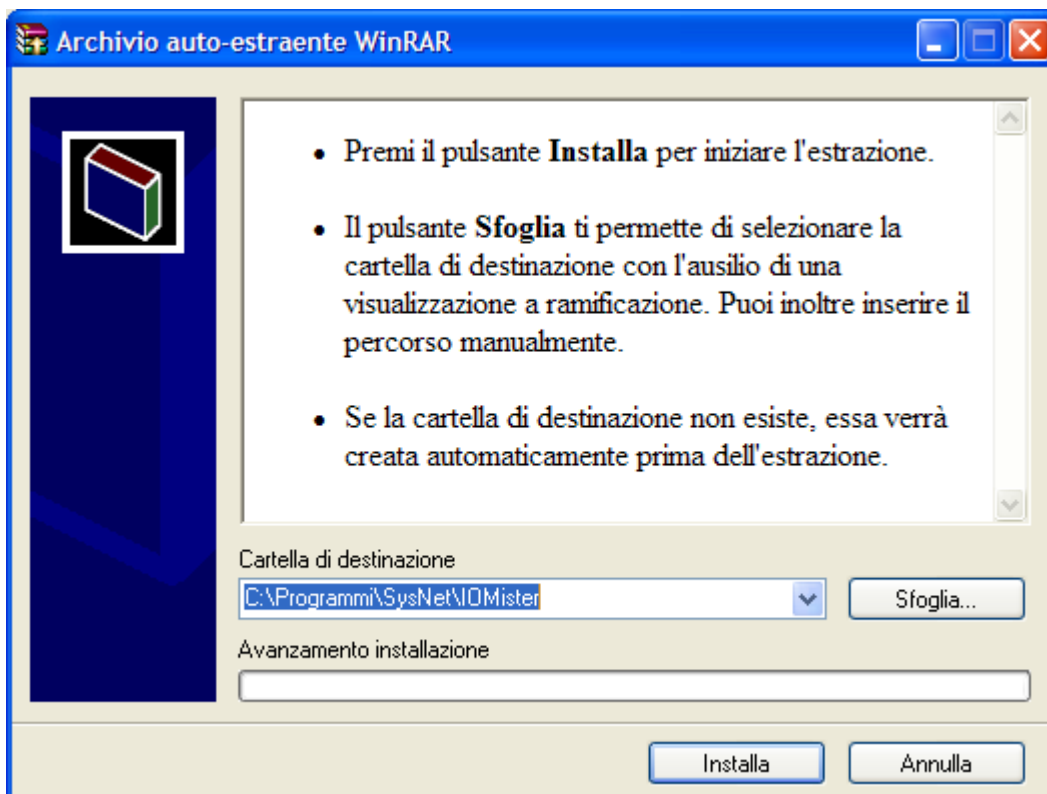 Archivio auto-estraente WinRAR
Premi il pulsante Installa per iniziare l'estrazione.
Il pulsante Sfoglia ti permette di selezionare la
cartella di destinazione con l'ausilio di una
visualizzazione a ramificazione. Puoi inoltre inserire il
percorso manualmente.
Se la cartella di destinazione non esiste, essa verrà
creata automaticamente prima dell'estrazione.
Cartella di destinazione
C:\Programmi\SysNet\IOMister
Sfoglia...
Avanzamento installazione
Installa
Annulla